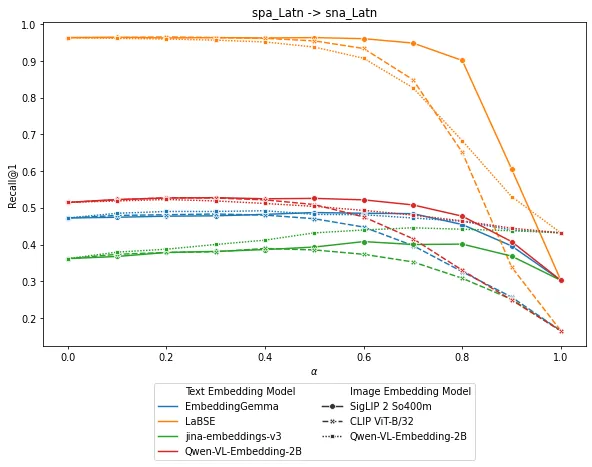 spa_Latn -> sna_Latn
Recall@1
1.0
0.9
0.8
0.7
0.6
0.5
0.4
0.3
0.2
0.0 0.2 0.4 0.6 0.8 1.0
α
Text Embedding Model Image Embedding Model
EmbeddingGemma SigLIP 2 So400m
LaBSE CLIP ViT-B/32
jina-embeddings-v3 Qwen-VL-Embedding-2B
Qwen-VL-Embedding-2B